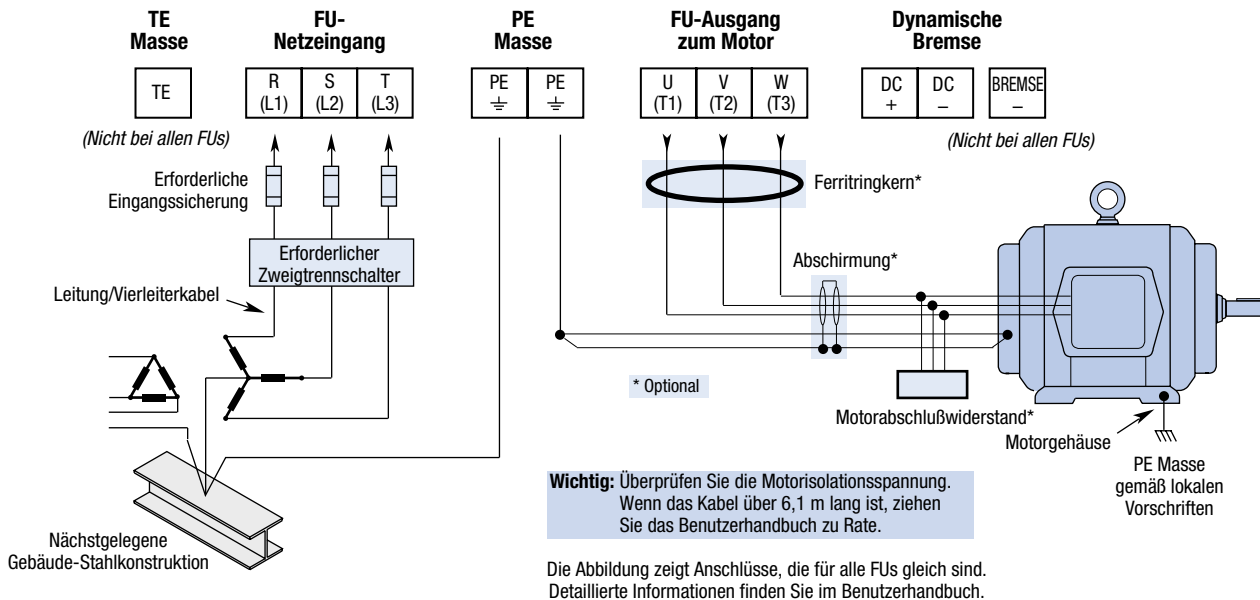 TE
Masse
FU-
Netzeingang
PE
Masse
FU-Ausgang
zum Motor
Dynamische
Bremse
TE
R
(L1)
S
(L2)
T
(L3)
PE
PE
U
(T1)
V
(T2)
W
(T3)
DC
+
DC
–
BREMSE
–
(Nicht bei allen FUs)
(Nicht bei allen FUs)
Erforderliche
Eingangssicherung
Ferritringkern*
Erforderlicher
Zweigtrennschalter
Abschirmung*
Leitung/Vierleiterkabel
* Optional
Motorabschlußwiderstand*
Motorgehäuse
PE Masse
gemäß lokalen
Vorschriften
Wichtig: Überprüfen Sie die Motorisolationsspannung.
Wenn das Kabel über 6,1 m lang ist, ziehen
Sie das Benutzerhandbuch zu Rate.
Nächstgelegene
Gebäude-Stahlkonstruktion
Die Abbildung zeigt Anschlüsse, die für alle FUs gleich sind.
Detaillierte Informationen finden Sie im Benutzerhandbuch.